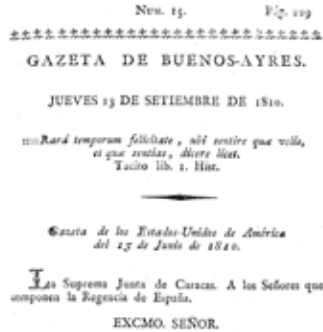 Num. 15. Pág. 229
GAZETA DE BUENOS-AYRES.
JUEVES 13 DE SETIEMBRE DE 1810.
Rará temporum felicitate, ubi sentire quæ velis,
et quæ sentias, dicere licet.
Tacito lib. 1. Hist.
Gazeta de los Estados-Unidos de América
del 15 de Junio de 1810.
La Suprema Junta de Caracas. A los Señores que
componen la Regencia de España.
EXCMO. SEÑOR.